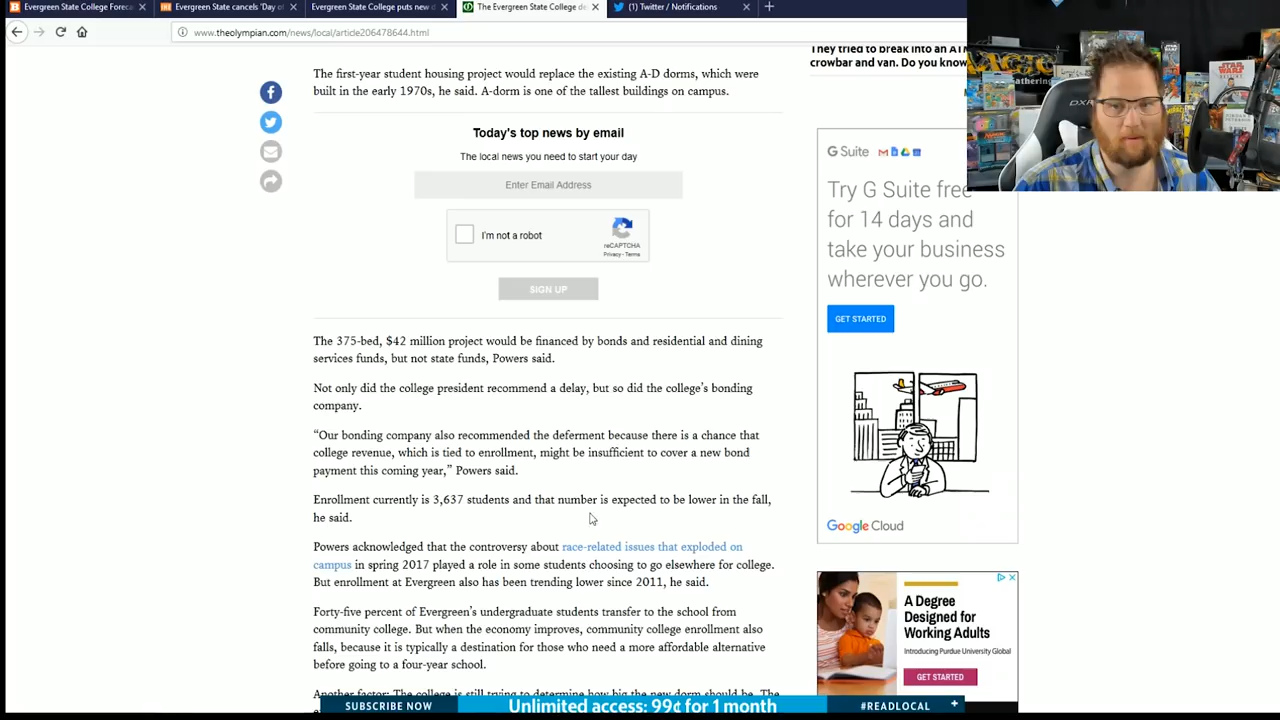 Evergreen State College Foreca
Evergreen State cancels 'Day of
Evergreen State College puts new d
The Evergreen State College de
(1) Twitter / Notifications
www.theolympian.com/news/local/article206478644.html
They tried to break into an ATM
crowbar and van. Do you know
The first-year student housing project would replace the existing A-D dorms, which were
built in the early 1970s, he said. A-dorm is one of the tallest buildings on campus.
Today's top news by email
The local news you need to start your day
Enter Email Address
I'm not a robot
reCAPTCHA
Privacy - Terms
SIGN UP
The 375-bed, $42 million project would be financed by bonds and residential and dining
services funds, but not state funds, Powers said.
Not only did the college president recommend a delay, but so did the college's bonding
company.
“Our bonding company also recommended the deferment because there is a chance that
college revenue, which is tied to enrollment, might be insufficient to cover a new bond
payment this coming year,” Powers said.
Enrollment currently is 3,637 students and that number is expected to be lower in the fall,
he said.
Powers acknowledged that the controversy about race-related issues that exploded on
campus in spring 2017 played a role in some students choosing to go elsewhere for college.
But enrollment at Evergreen also has been trending lower since 2011, he said.
Forty-five percent of Evergreen's undergraduate students transfer to the school from
community college. But when the economy improves, community college enrollment also
falls, because it is typically a destination for those who need a more affordable alternative
before going to a four-year school.
Another factor: The college is still trying to determine how big the new dorm should be. The
G Suite
Try G Suite free
for 14 days and
take your business
wherever you go.
GET STARTED
Google Cloud
A Degree
Designed for
Working Adults
Introducing Purdue University Global
GET STARTED
SUBSCRIBE NOW
Unlimited access: 99¢ for 1 month
#READLOCAL
MAGIC
Gathering
STAR
WARS
DXR